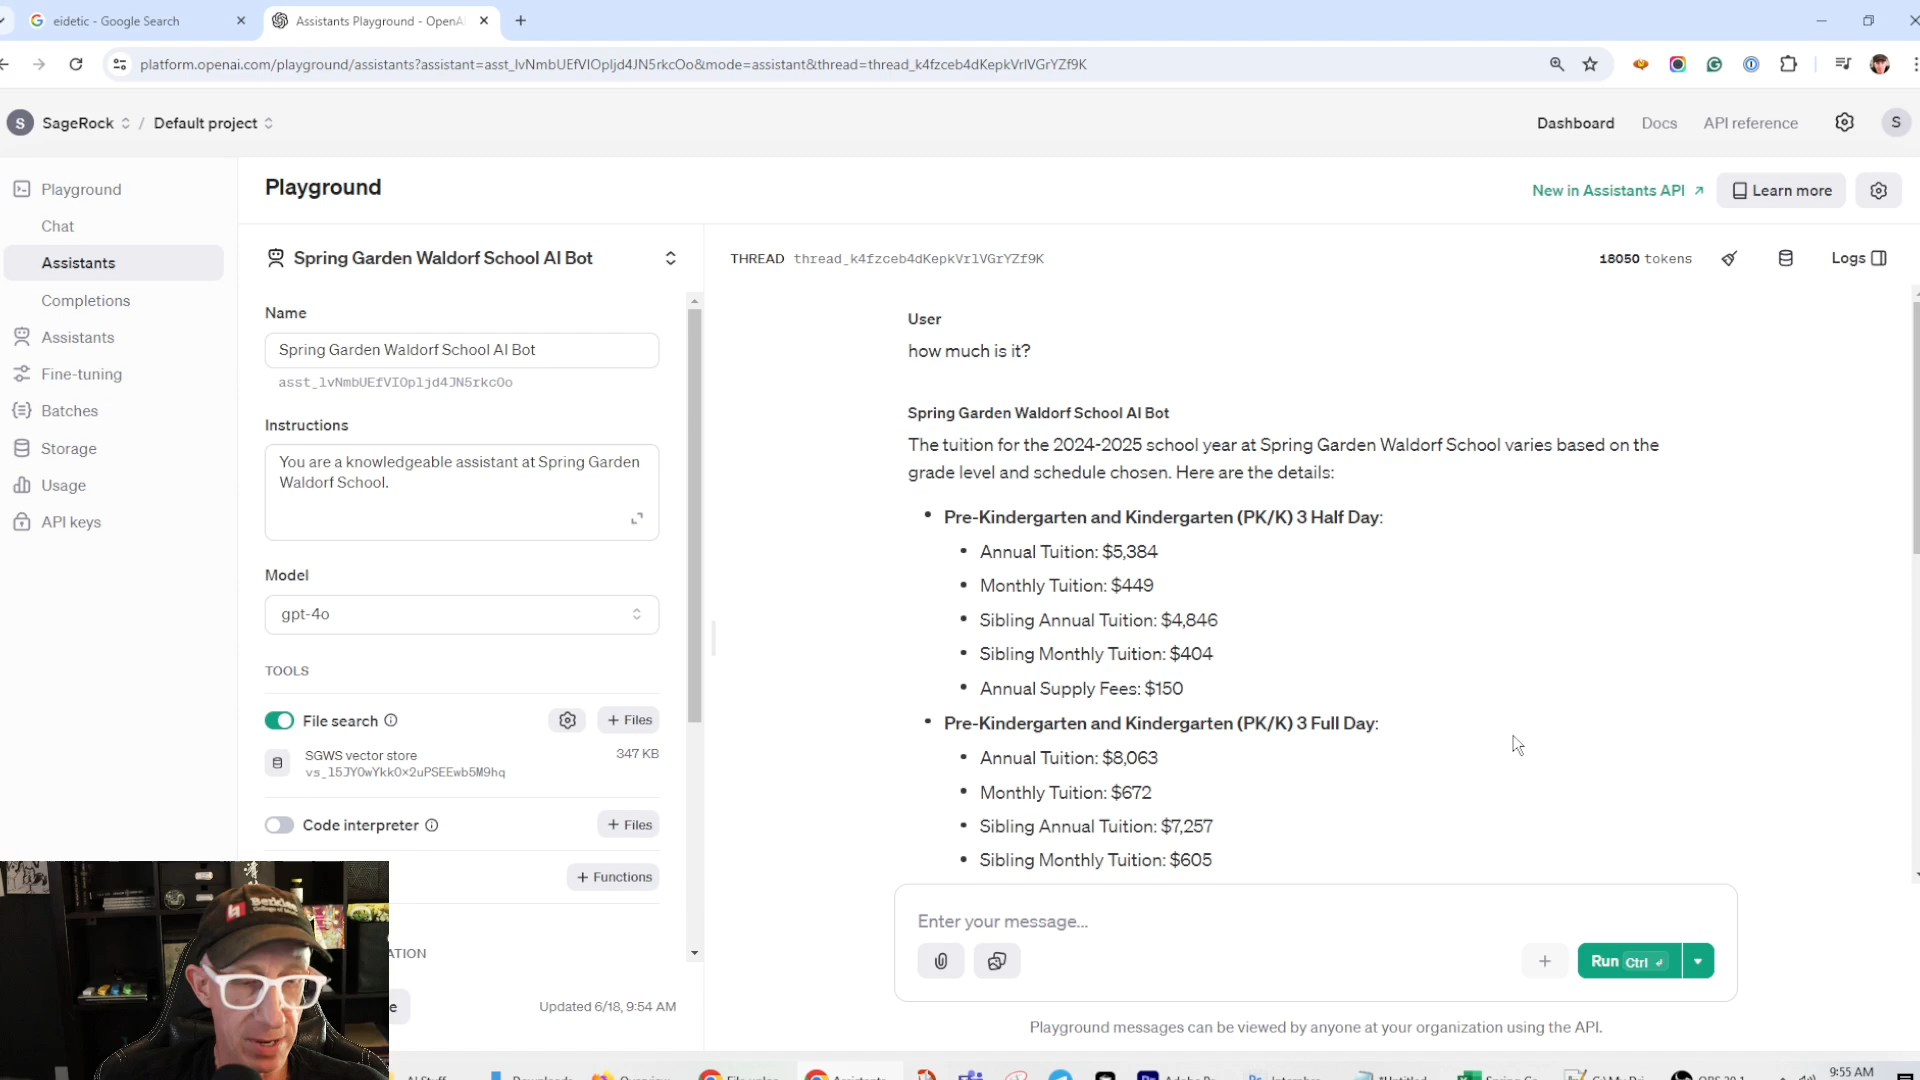 eidetic - Google Search
Assistants Playground - OpenA
platform.openai.com/playground/assistants?assistant=asst_lvNmbUEfVIOpljd4JN5rkcOo&mode=assistant&thread=thread_k4fzceb4dKepkVrlVGrYZf9K
S SageRock / Default project
Dashboard Docs API reference S
Playground
Chat
Assistants
Completions
Assistants
Fine-tuning
Batches
Storage
Usage
API keys
Playground
New in Assistants API Learn more
Spring Garden Waldorf School AI Bot
Name
Spring Garden Waldorf School AI Bot
asst_lvNmbUEfVIOpljd4JN5rkcOo
Instructions
You are a knowledgeable assistant at Spring Garden
Waldorf School.
Model
gpt-4o
TOOLS
File search + Files
SGWS vector store 347 KB
vs_l5JYOwYkkOx2uPSEEwb5M9hq
Code interpreter + Files
+ Functions
Updated 6/18, 9:54 AM
THREAD thread_k4fzceb4dKepkVrlVGrYZf9K
18050 tokens Logs
User
how much is it?
Spring Garden Waldorf School AI Bot
The tuition for the 2024-2025 school year at Spring Garden Waldorf School varies based on the
grade level and schedule chosen. Here are the details:
• Pre-Kindergarten and Kindergarten (PK/K) 3 Half Day:
• Annual Tuition: $5,384
• Monthly Tuition: $449
• Sibling Annual Tuition: $4,846
• Sibling Monthly Tuition: $404
• Annual Supply Fees: $150
• Pre-Kindergarten and Kindergarten (PK/K) 3 Full Day:
• Annual Tuition: $8,063
• Monthly Tuition: $672
• Sibling Annual Tuition: $7,257
• Sibling Monthly Tuition: $605
Enter your message...
Run Ctrl
Playground messages can be viewed by anyone at your organization using the API.
Berklee
9:55 AM